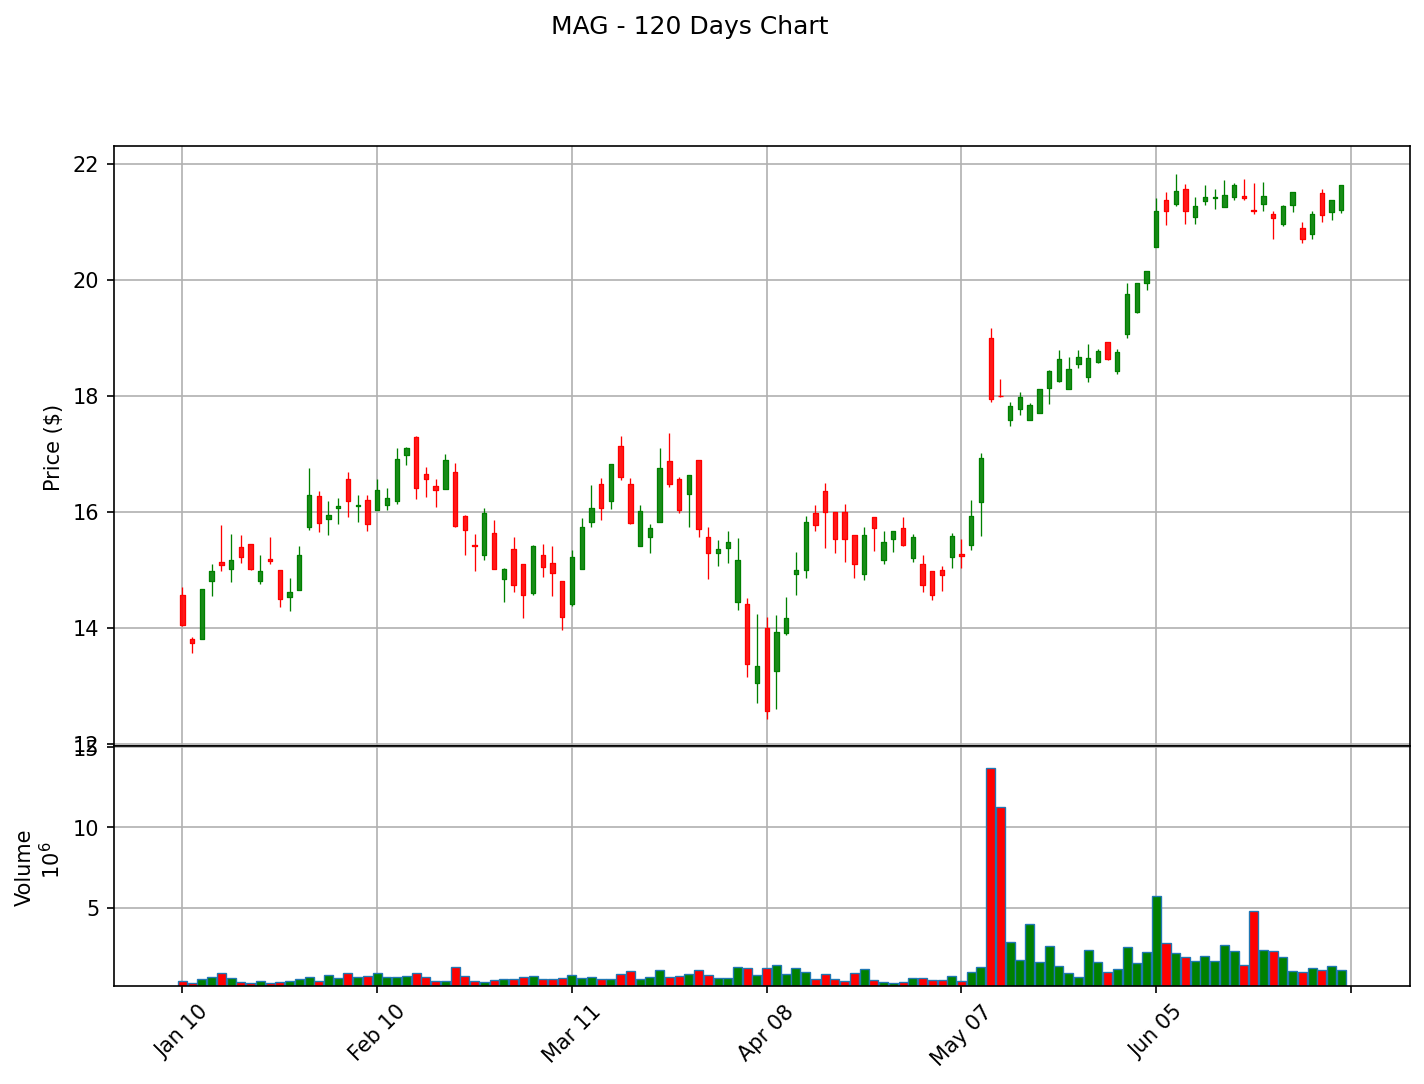 MAG - 120 Days Chart
22
20
18
16
14
12
Price ($)
15
10
5
Volume
10⁶
Jan 10
Feb 10
Mar 11
Apr 08
May 07
Jun 05